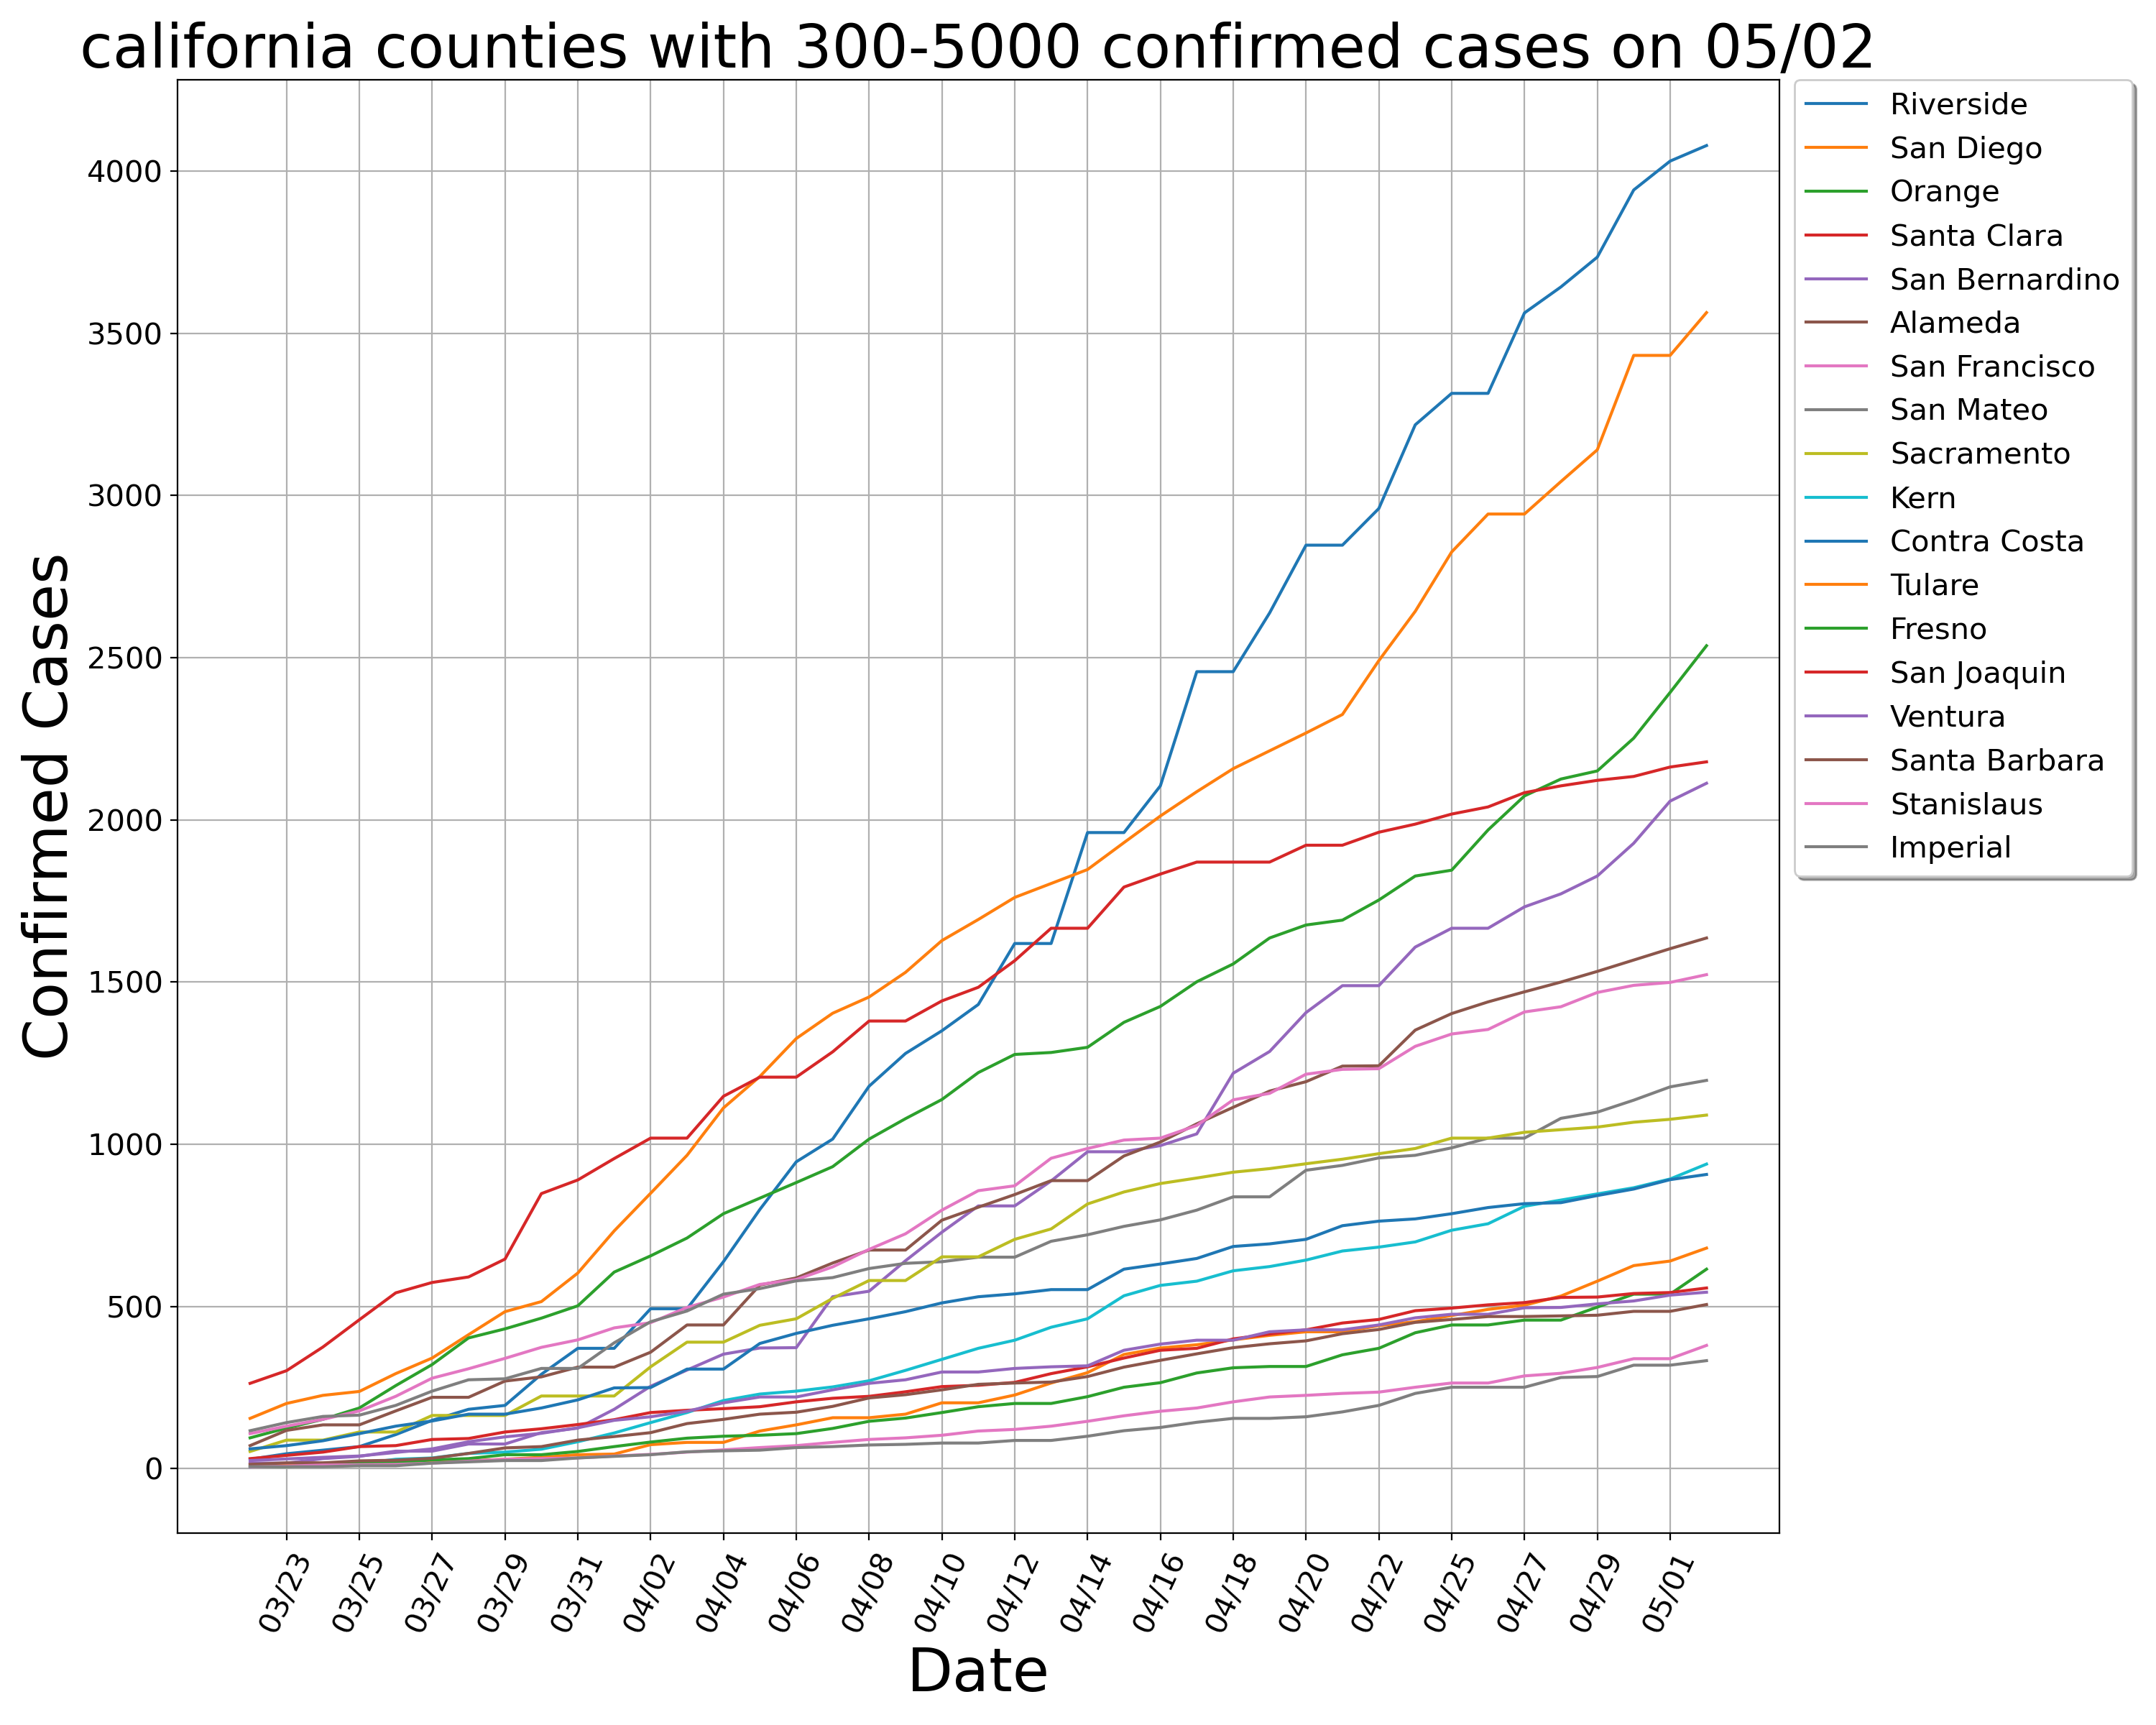 california counties with 300-5000 confirmed cases on 05/02
Confirmed Cases
4000
3500
3000
2500
2000
1500
1000
500
0
03/23
03/25
03/27
03/29
03/31
04/02
04/04
04/06
04/08
04/10
04/12
04/14
04/16
04/18
04/20
04/22
04/25
04/27
04/29
05/01
Date
Riverside
San Diego
Orange
Santa Clara
San Bernardino
Alameda
San Francisco
San Mateo
Sacramento
Kern
Contra Costa
Tulare
Fresno
San Joaquin
Ventura
Santa Barbara
Stanislaus
Imperial